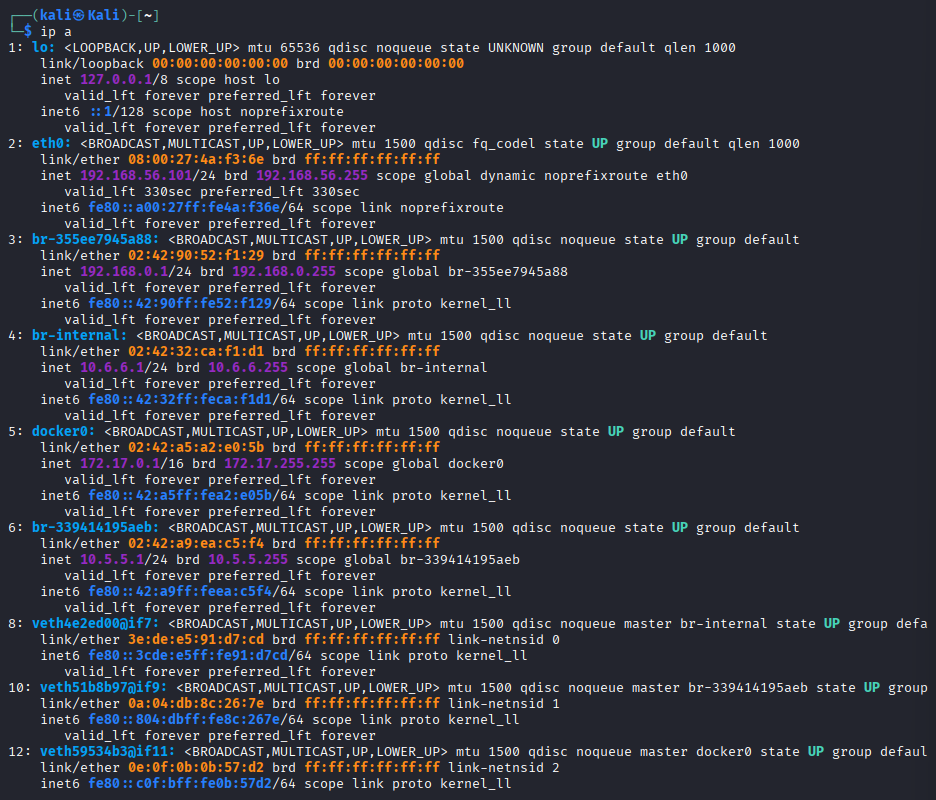 ┌──(kali㉿Kali)-[~]
└─$ ip a
1: lo: <LOOPBACK,UP,LOWER_UP> mtu 65536 qdisc noqueue state UNKNOWN group default qlen 1000
    link/loopback 00:00:00:00:00:00 brd 00:00:00:00:00:00
    inet 127.0.0.1/8 scope host lo
       valid_lft forever preferred_lft forever
    inet6 ::1/128 scope host noprefixroute
       valid_lft forever preferred_lft forever
2: eth0: <BROADCAST,MULTICAST,UP,LOWER_UP> mtu 1500 qdisc fq_codel state UP group default qlen 1000
    link/ether 08:00:27:4a:f3:6e brd ff:ff:ff:ff:ff:ff
    inet 192.168.56.101/24 brd 192.168.56.255 scope global dynamic noprefixroute eth0
       valid_lft 330sec preferred_lft 330sec
    inet6 fe80::a00:27ff:fe4a:f36e/64 scope link noprefixroute
       valid_lft forever preferred_lft forever
3: br-355ee7945a88: <BROADCAST,MULTICAST,UP,LOWER_UP> mtu 1500 qdisc noqueue state UP group default
    link/ether 02:42:90:52:f1:29 brd ff:ff:ff:ff:ff:ff
    inet 192.168.0.1/24 brd 192.168.0.255 scope global br-355ee7945a88
       valid_lft forever preferred_lft forever
    inet6 fe80::42:90ff:fe52:f129/64 scope link proto kernel_ll
       valid_lft forever preferred_lft forever
4: br-internal: <BROADCAST,MULTICAST,UP,LOWER_UP> mtu 1500 qdisc noqueue state UP group default
    link/ether 02:42:32:ca:f1:d1 brd ff:ff:ff:ff:ff:ff
    inet 10.6.6.1/24 brd 10.6.6.255 scope global br-internal
       valid_lft forever preferred_lft forever
    inet6 fe80::42:32ff:feca:f1d1/64 scope link proto kernel_ll
       valid_lft forever preferred_lft forever
5: docker0: <BROADCAST,MULTICAST,UP,LOWER_UP> mtu 1500 qdisc noqueue state UP group default
    link/ether 02:42:a5:a2:e0:5b brd ff:ff:ff:ff:ff:ff
    inet 172.17.0.1/16 brd 172.17.255.255 scope global docker0
       valid_lft forever preferred_lft forever
    inet6 fe80::42:a5ff:fea2:e05b/64 scope link proto kernel_ll
       valid_lft forever preferred_lft forever
6: br-339414195aeb: <BROADCAST,MULTICAST,UP,LOWER_UP> mtu 1500 qdisc noqueue state UP group default
    link/ether 02:42:a9:ea:c5:f4 brd ff:ff:ff:ff:ff:ff
    inet 10.5.5.1/24 brd 10.5.5.255 scope global br-339414195aeb
       valid_lft forever preferred_lft forever
    inet6 fe80::42:a9ff:feea:c5f4/64 scope link proto kernel_ll
       valid_lft forever preferred_lft forever
8: veth4e2ed00@if7: <BROADCAST,MULTICAST,UP,LOWER_UP> mtu 1500 qdisc noqueue master br-internal state UP group defa
    link/ether 3e:de:e5:91:d7:cd brd ff:ff:ff:ff:ff:ff link-netnsid 0
    inet6 fe80::3cde:e5ff:fe91:d7cd/64 scope link proto kernel_ll
       valid_lft forever preferred_lft forever
10: veth51b8b97@if9: <BROADCAST,MULTICAST,UP,LOWER_UP> mtu 1500 qdisc noqueue master br-339414195aeb state UP group
    link/ether 0a:04:db:8c:26:7e brd ff:ff:ff:ff:ff:ff link-netnsid 1
    inet6 fe80::804:dbff:fe8c:267e/64 scope link proto kernel_ll
       valid_lft forever preferred_lft forever
12: veth59534b3@if11: <BROADCAST,MULTICAST,UP,LOWER_UP> mtu 1500 qdisc noqueue master docker0 state UP group defaul
    link/ether 0e:0f:0b:0b:57:d2 brd ff:ff:ff:ff:ff:ff link-netnsid 2
    inet6 fe80::c0f:bff:fe0b:57d2/64 scope link proto kernel_ll